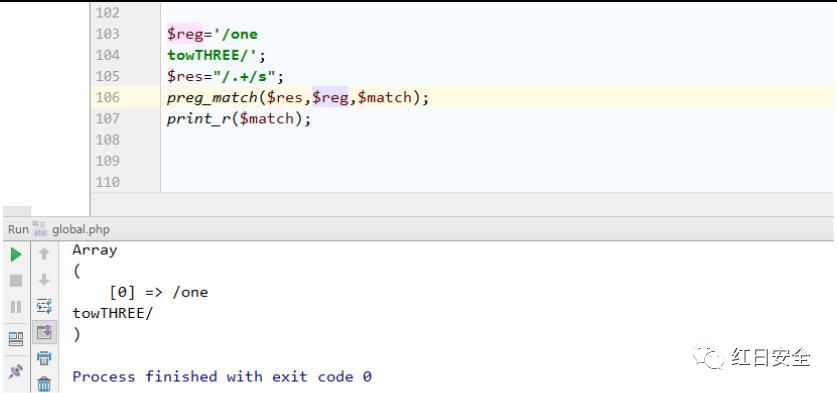 102
103 $reg='/one
104 towTHREE/';
105 $res="/.+/s";
106 preg_match($res,$reg,$match);
107 print_r($match);
108
109
110
Run php global.php
Array
(
[0] => /one
towTHREE/
)
Process finished with exit code 0
红日安全